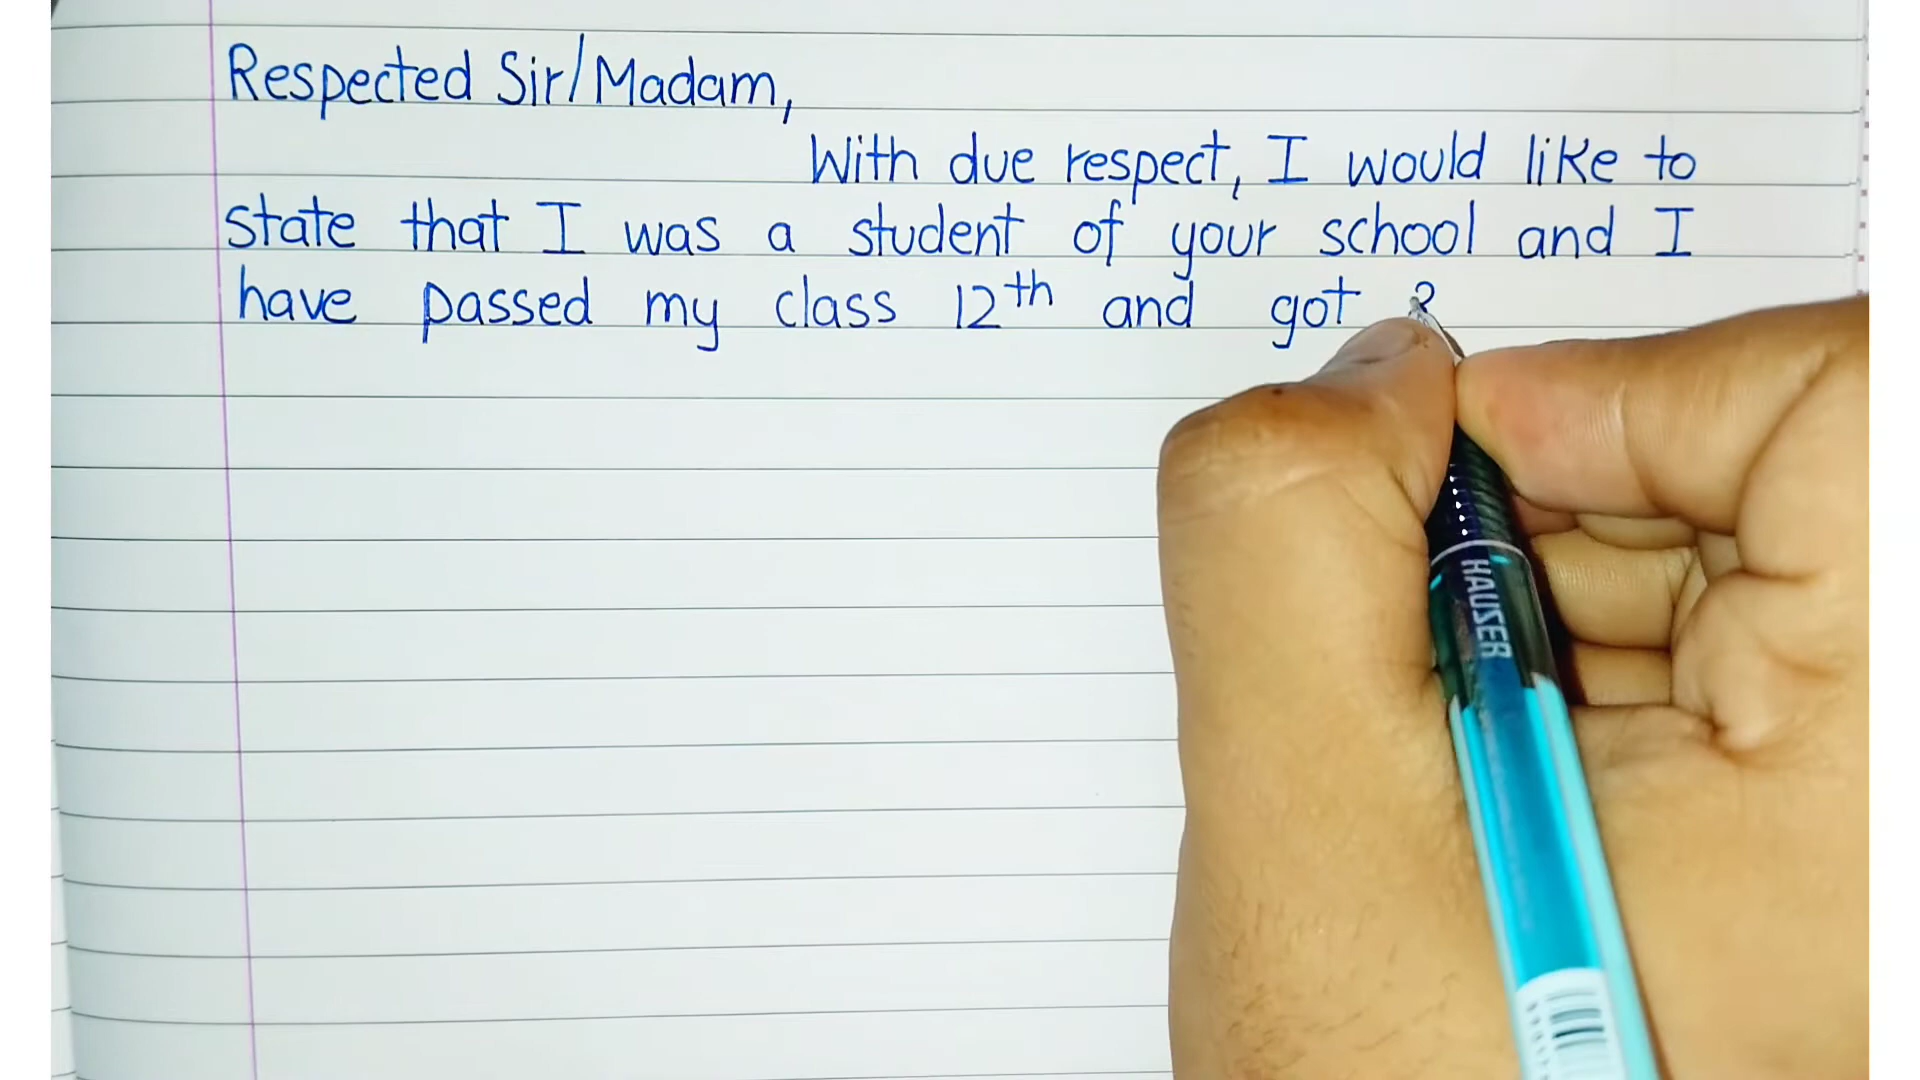 Respected Sir/Madam,
With due respect, I would like to
state that I was a student of your school and I
have passed my class 12th and got
HAUSER